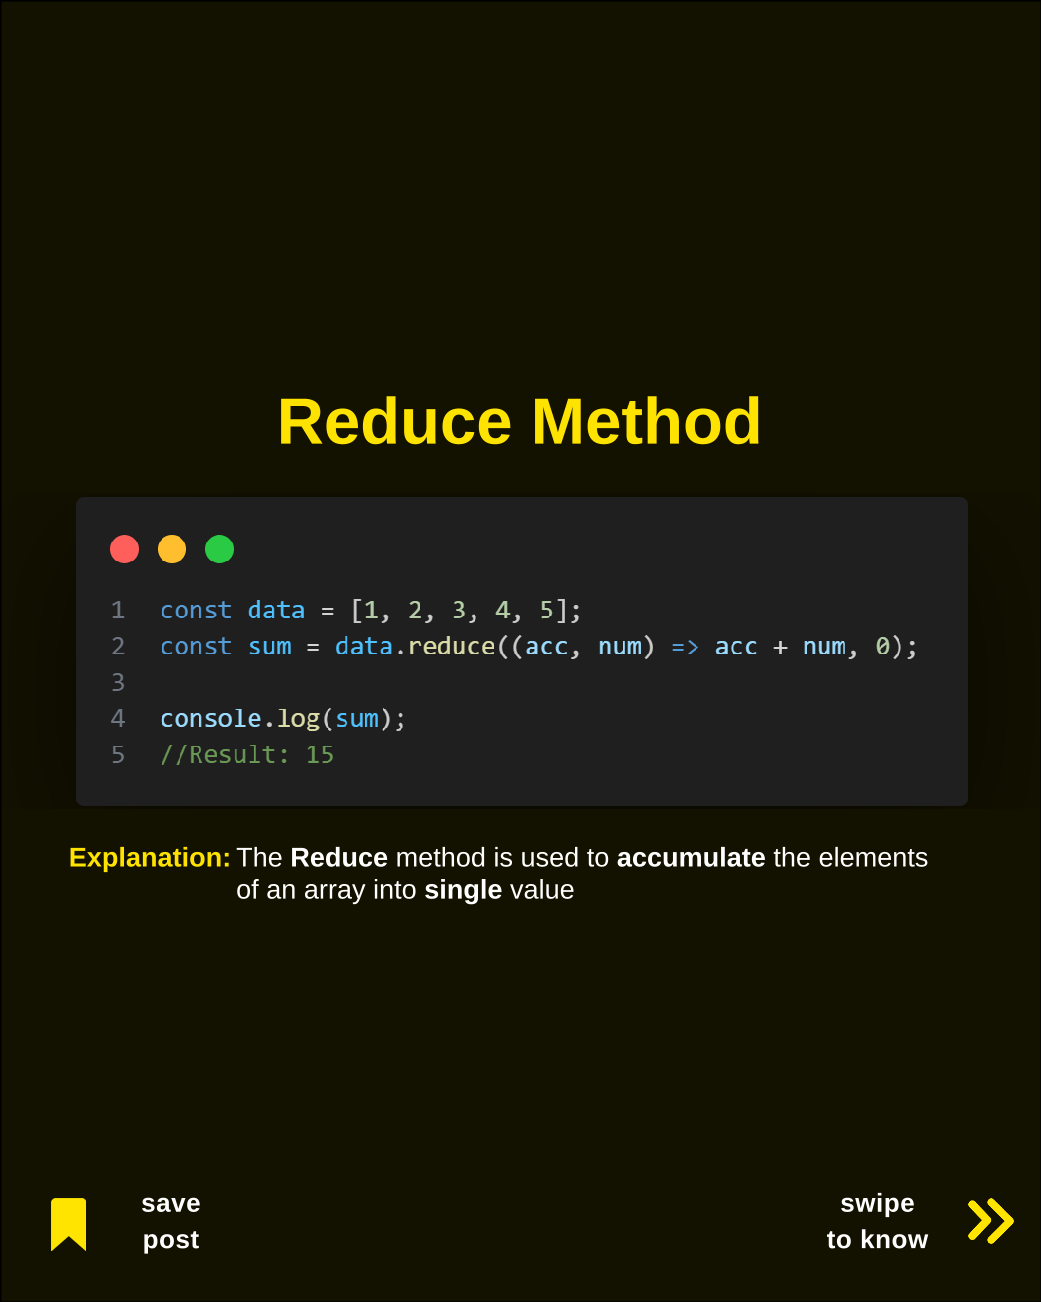 Reduce Method
1 const data = [1, 2, 3, 4, 5];
2 const sum = data.reduce((acc, num) => acc + num, 0);
3
4 console.log(sum);
5 //Result: 15
Explanation: The Reduce method is used to accumulate the elements
of an array into single value
save
post
swipe
to know